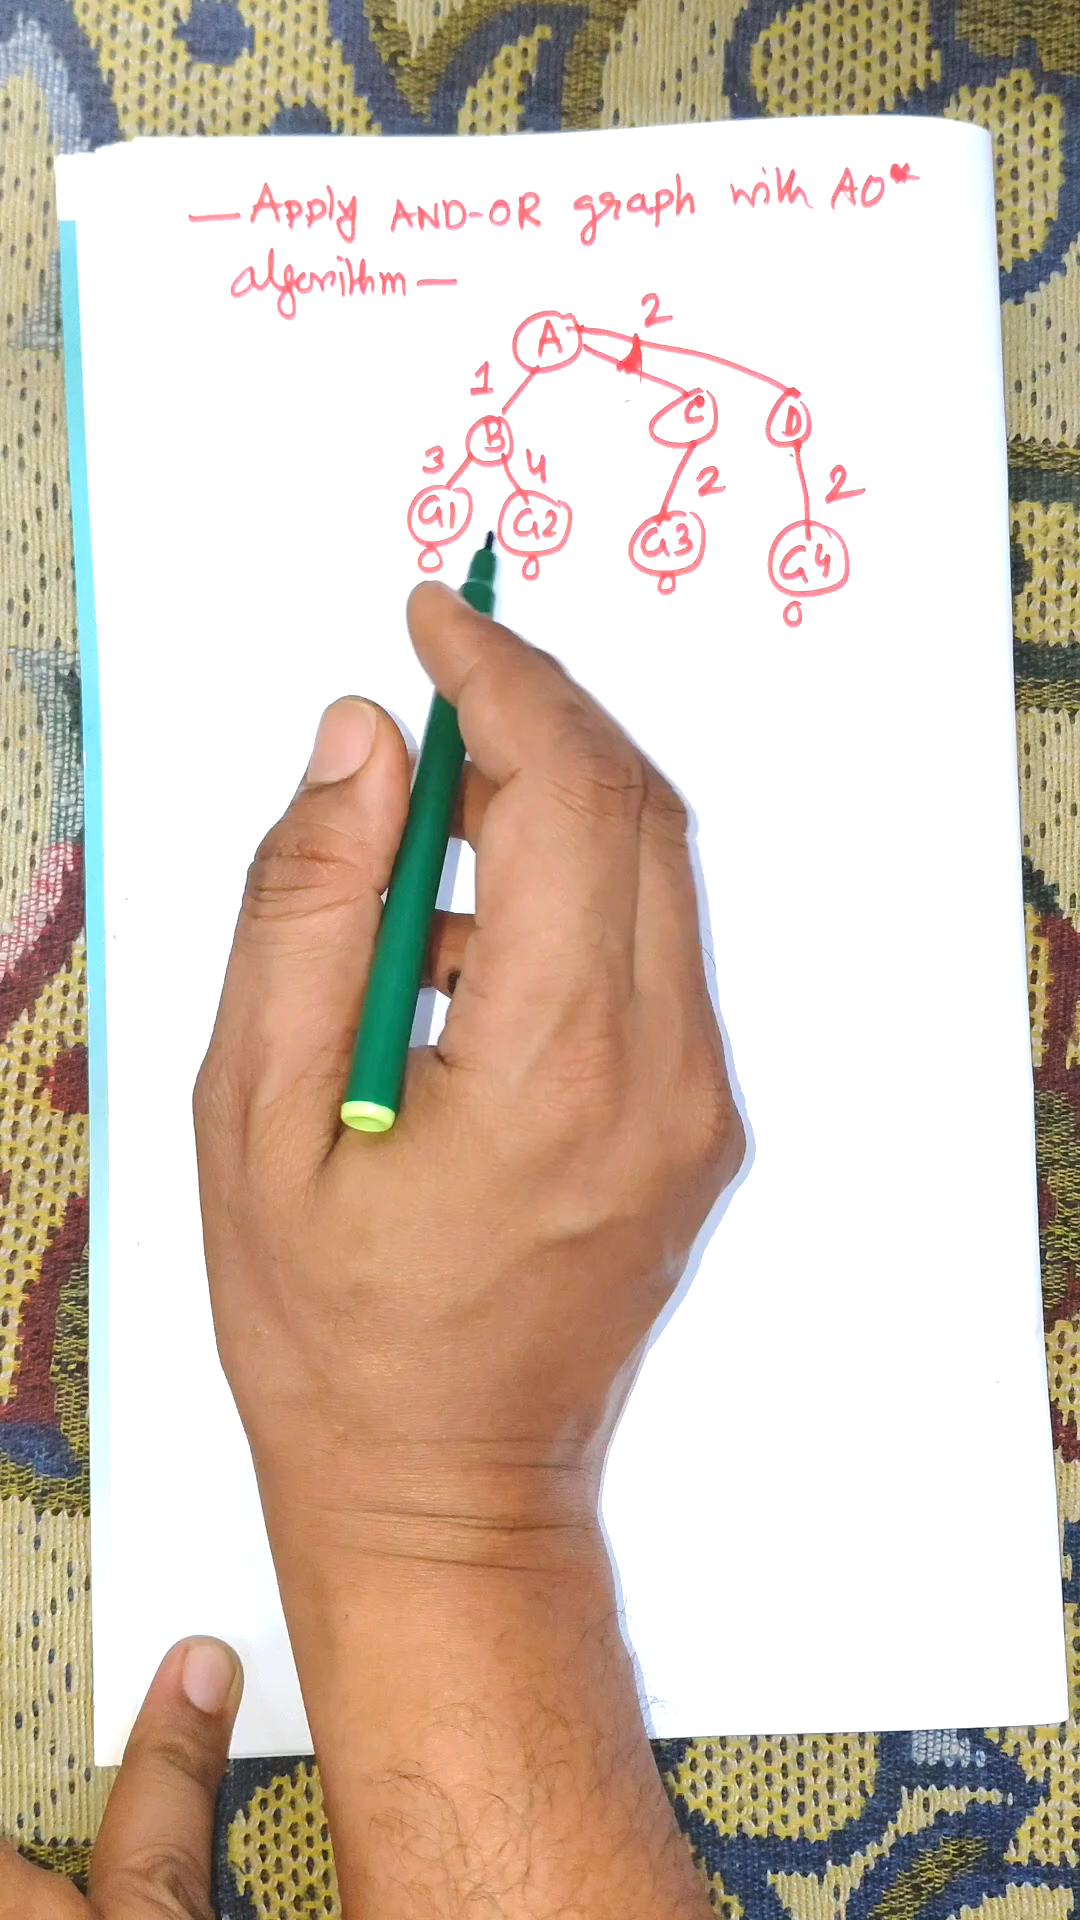 — Apply AND-OR graph with AO*
algorithm —
2
A
1
C D
B
3 4
2 2
G1 G2
G3 G4
0 0 0
0